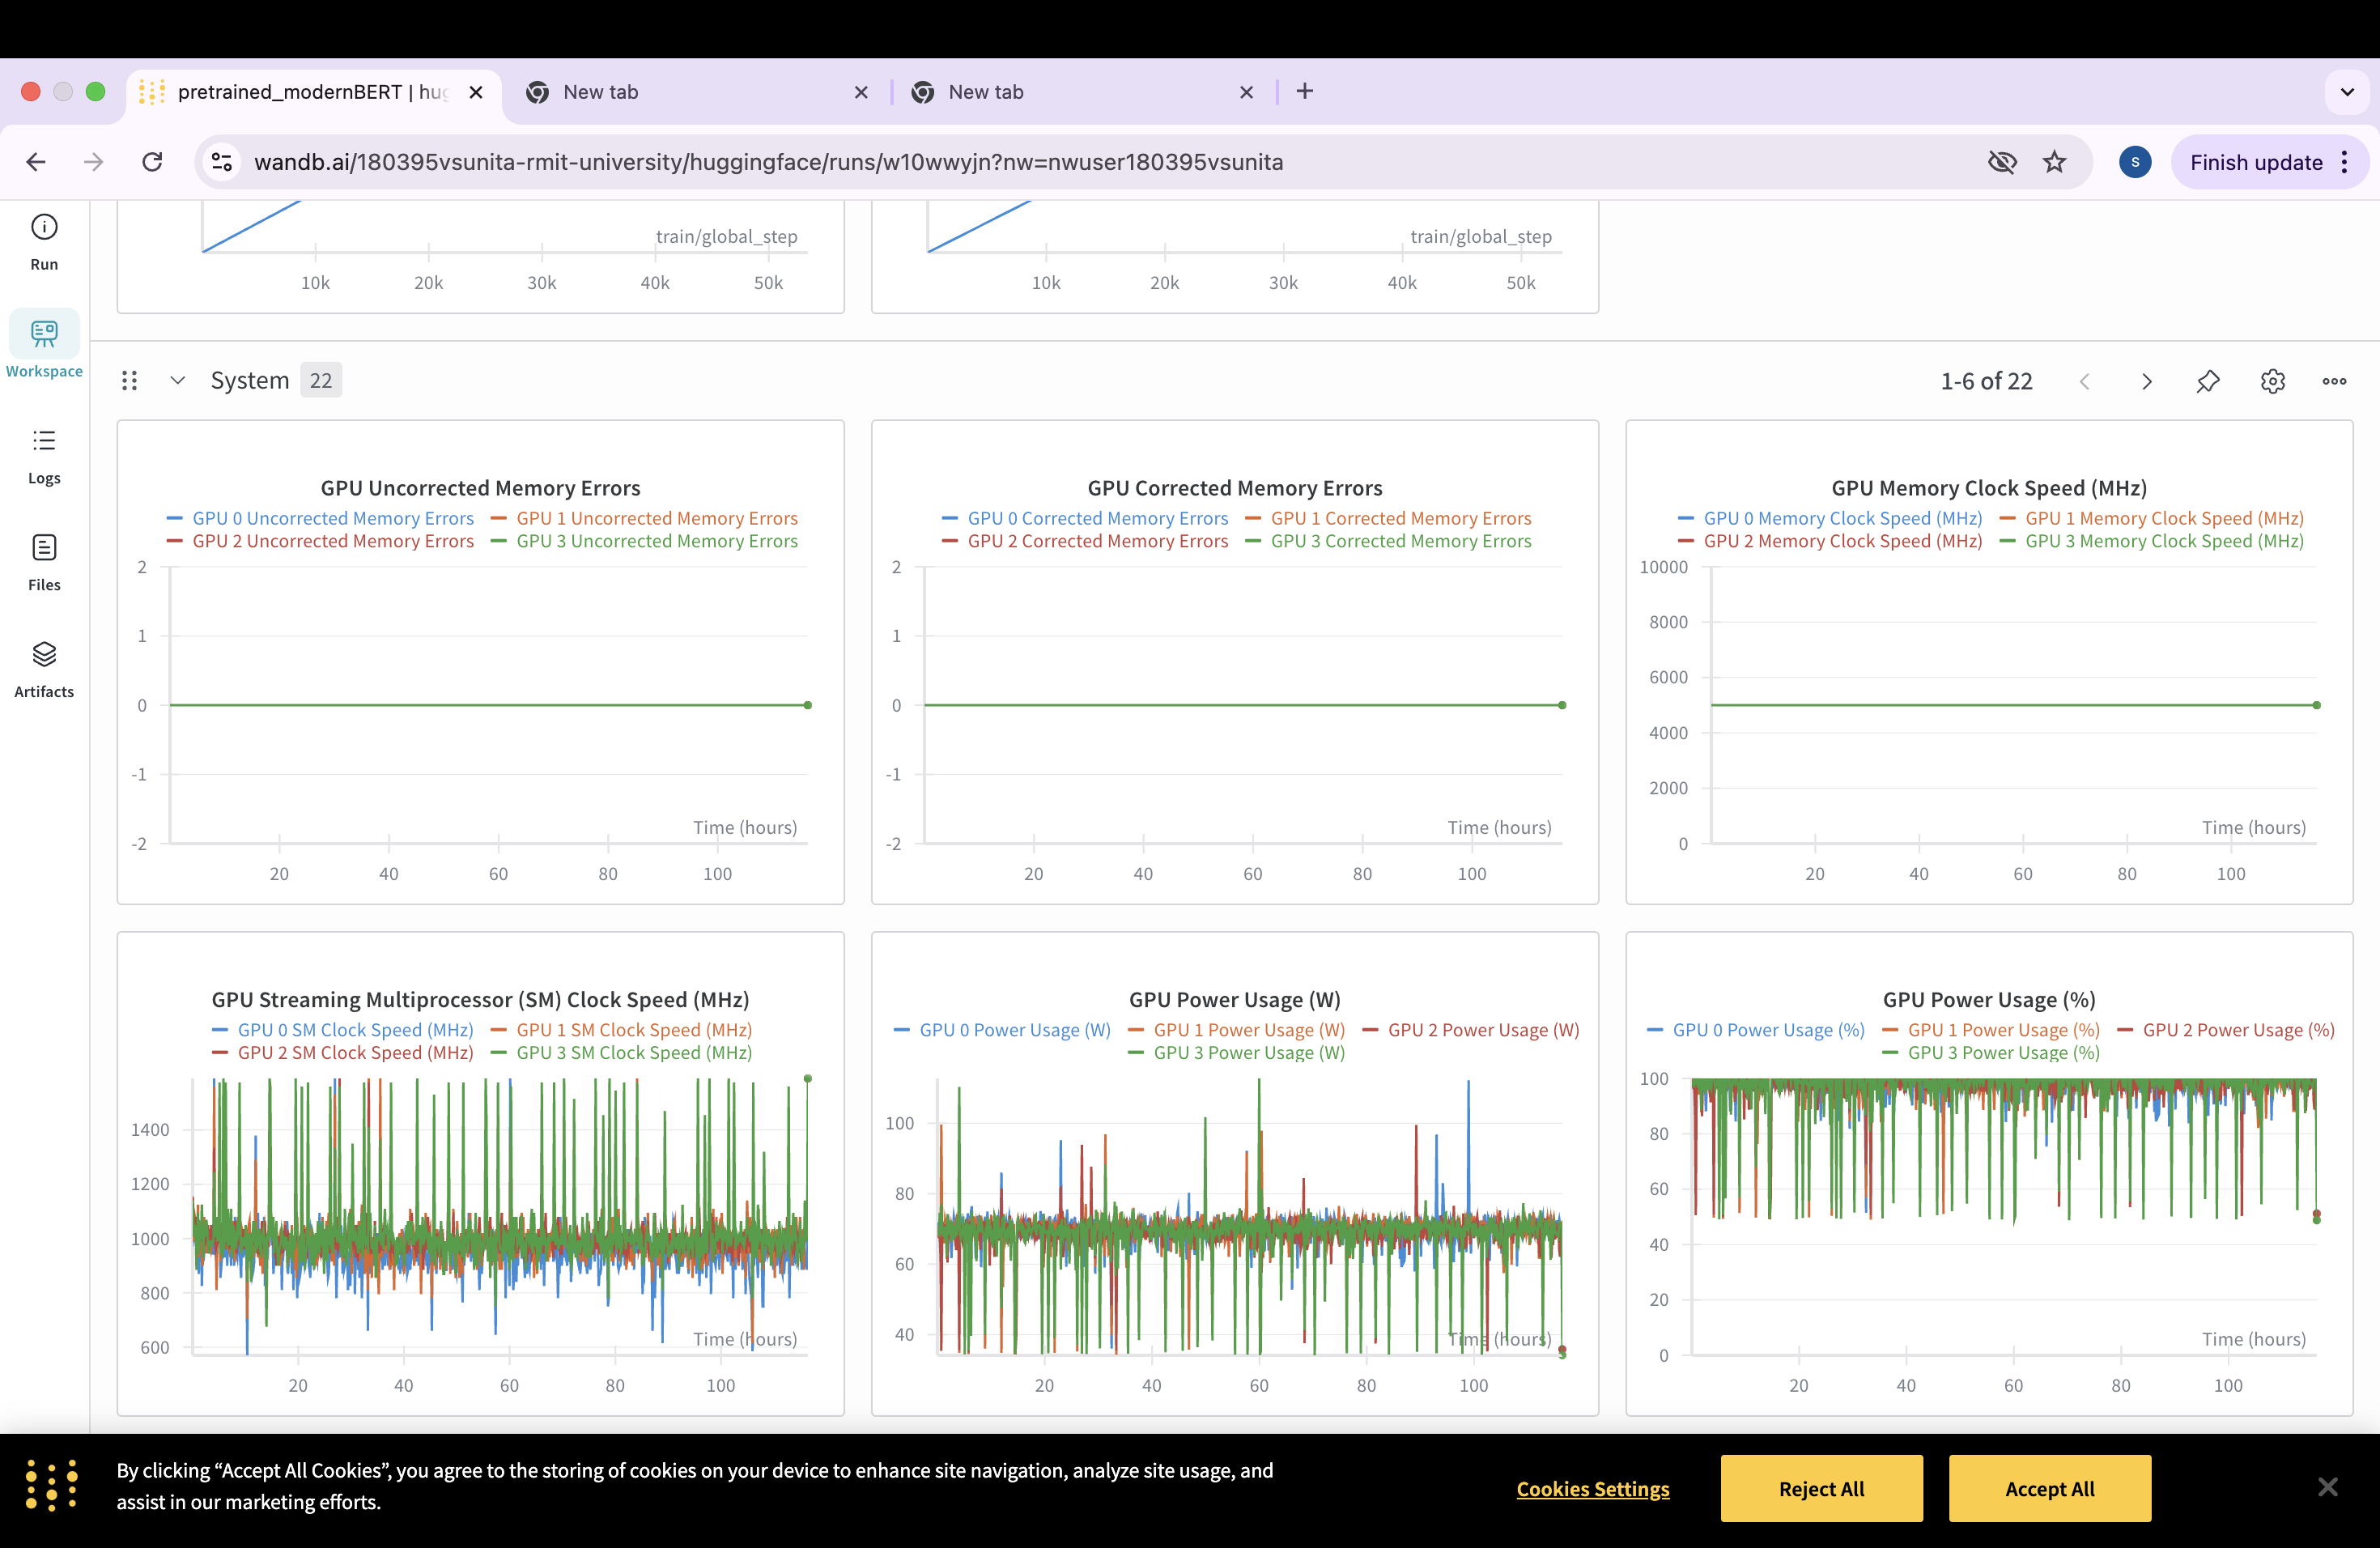 pretrained_modernBERT | hug
New tab
New tab
wandb.ai/180395vsunita-rmit-university/huggingface/runs/w10wwyjn?nw=nwuser180395vsunita
S
Finish update
Run
Workspace
Logs
Files
Artifacts
train/global_step
10k 20k 30k 40k 50k
train/global_step
10k 20k 30k 40k 50k
System 22
1-6 of 22
GPU Uncorrected Memory Errors
GPU 0 Uncorrected Memory Errors GPU 1 Uncorrected Memory Errors
GPU 2 Uncorrected Memory Errors GPU 3 Uncorrected Memory Errors
2
1
0
-1
-2
Time (hours)
20 40 60 80 100
GPU Corrected Memory Errors
GPU 0 Corrected Memory Errors GPU 1 Corrected Memory Errors
GPU 2 Corrected Memory Errors GPU 3 Corrected Memory Errors
2
1
0
-1
-2
Time (hours)
20 40 60 80 100
GPU Memory Clock Speed (MHz)
GPU 0 Memory Clock Speed (MHz) GPU 1 Memory Clock Speed (MHz)
GPU 2 Memory Clock Speed (MHz) GPU 3 Memory Clock Speed (MHz)
10000
8000
6000
4000
2000
0
Time (hours)
20 40 60 80 100
GPU Streaming Multiprocessor (SM) Clock Speed (MHz)
GPU 0 SM Clock Speed (MHz) GPU 1 SM Clock Speed (MHz)
GPU 2 SM Clock Speed (MHz) GPU 3 SM Clock Speed (MHz)
1400
1200
1000
800
600
Time (hours)
20 40 60 80 100
GPU Power Usage (W)
GPU 0 Power Usage (W) GPU 1 Power Usage (W) GPU 2 Power Usage (W)
GPU 3 Power Usage (W)
100
80
60
40
Time (hours)
20 40 60 80 100
GPU Power Usage (%)
GPU 0 Power Usage (%) GPU 1 Power Usage (%) GPU 2 Power Usage (%)
GPU 3 Power Usage (%)
100
80
60
40
20
0
Time (hours)
20 40 60 80 100
By clicking “Accept All Cookies”, you agree to the storing of cookies on your device to enhance site navigation, analyze site usage, and
assist in our marketing efforts.
Cookies Settings
Reject All
Accept All